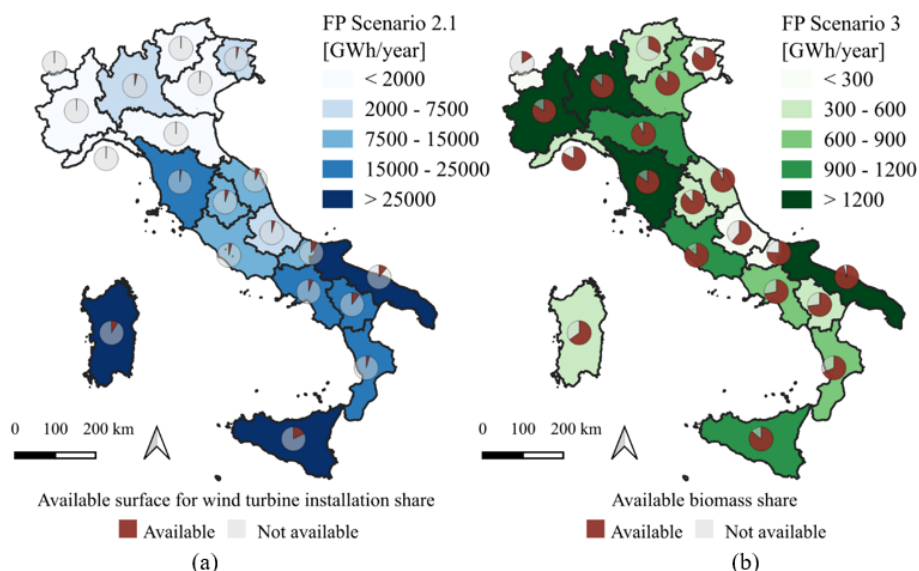 FP Scenario 2.1
[GWh/year]
< 2000
2000 - 7500
7500 - 15000
15000 - 25000
> 25000
0 100 200 km
Available surface for wind turbine installation share
Available Not available
(a)
FP Scenario 3
[GWh/year]
< 300
300 - 600
600 - 900
900 - 1200
> 1200
0 100 200 km
Available biomass share
Available Not available
(b)